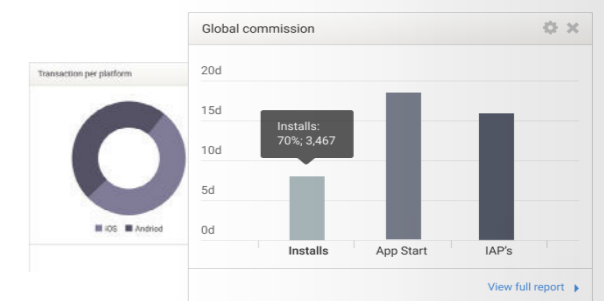 Global commission
20d
15d
10d
5d
0d
Installs:
70%; 3,467
Installs
App Start
IAP's
View full report
Transaction per platform
iOS
Andriod